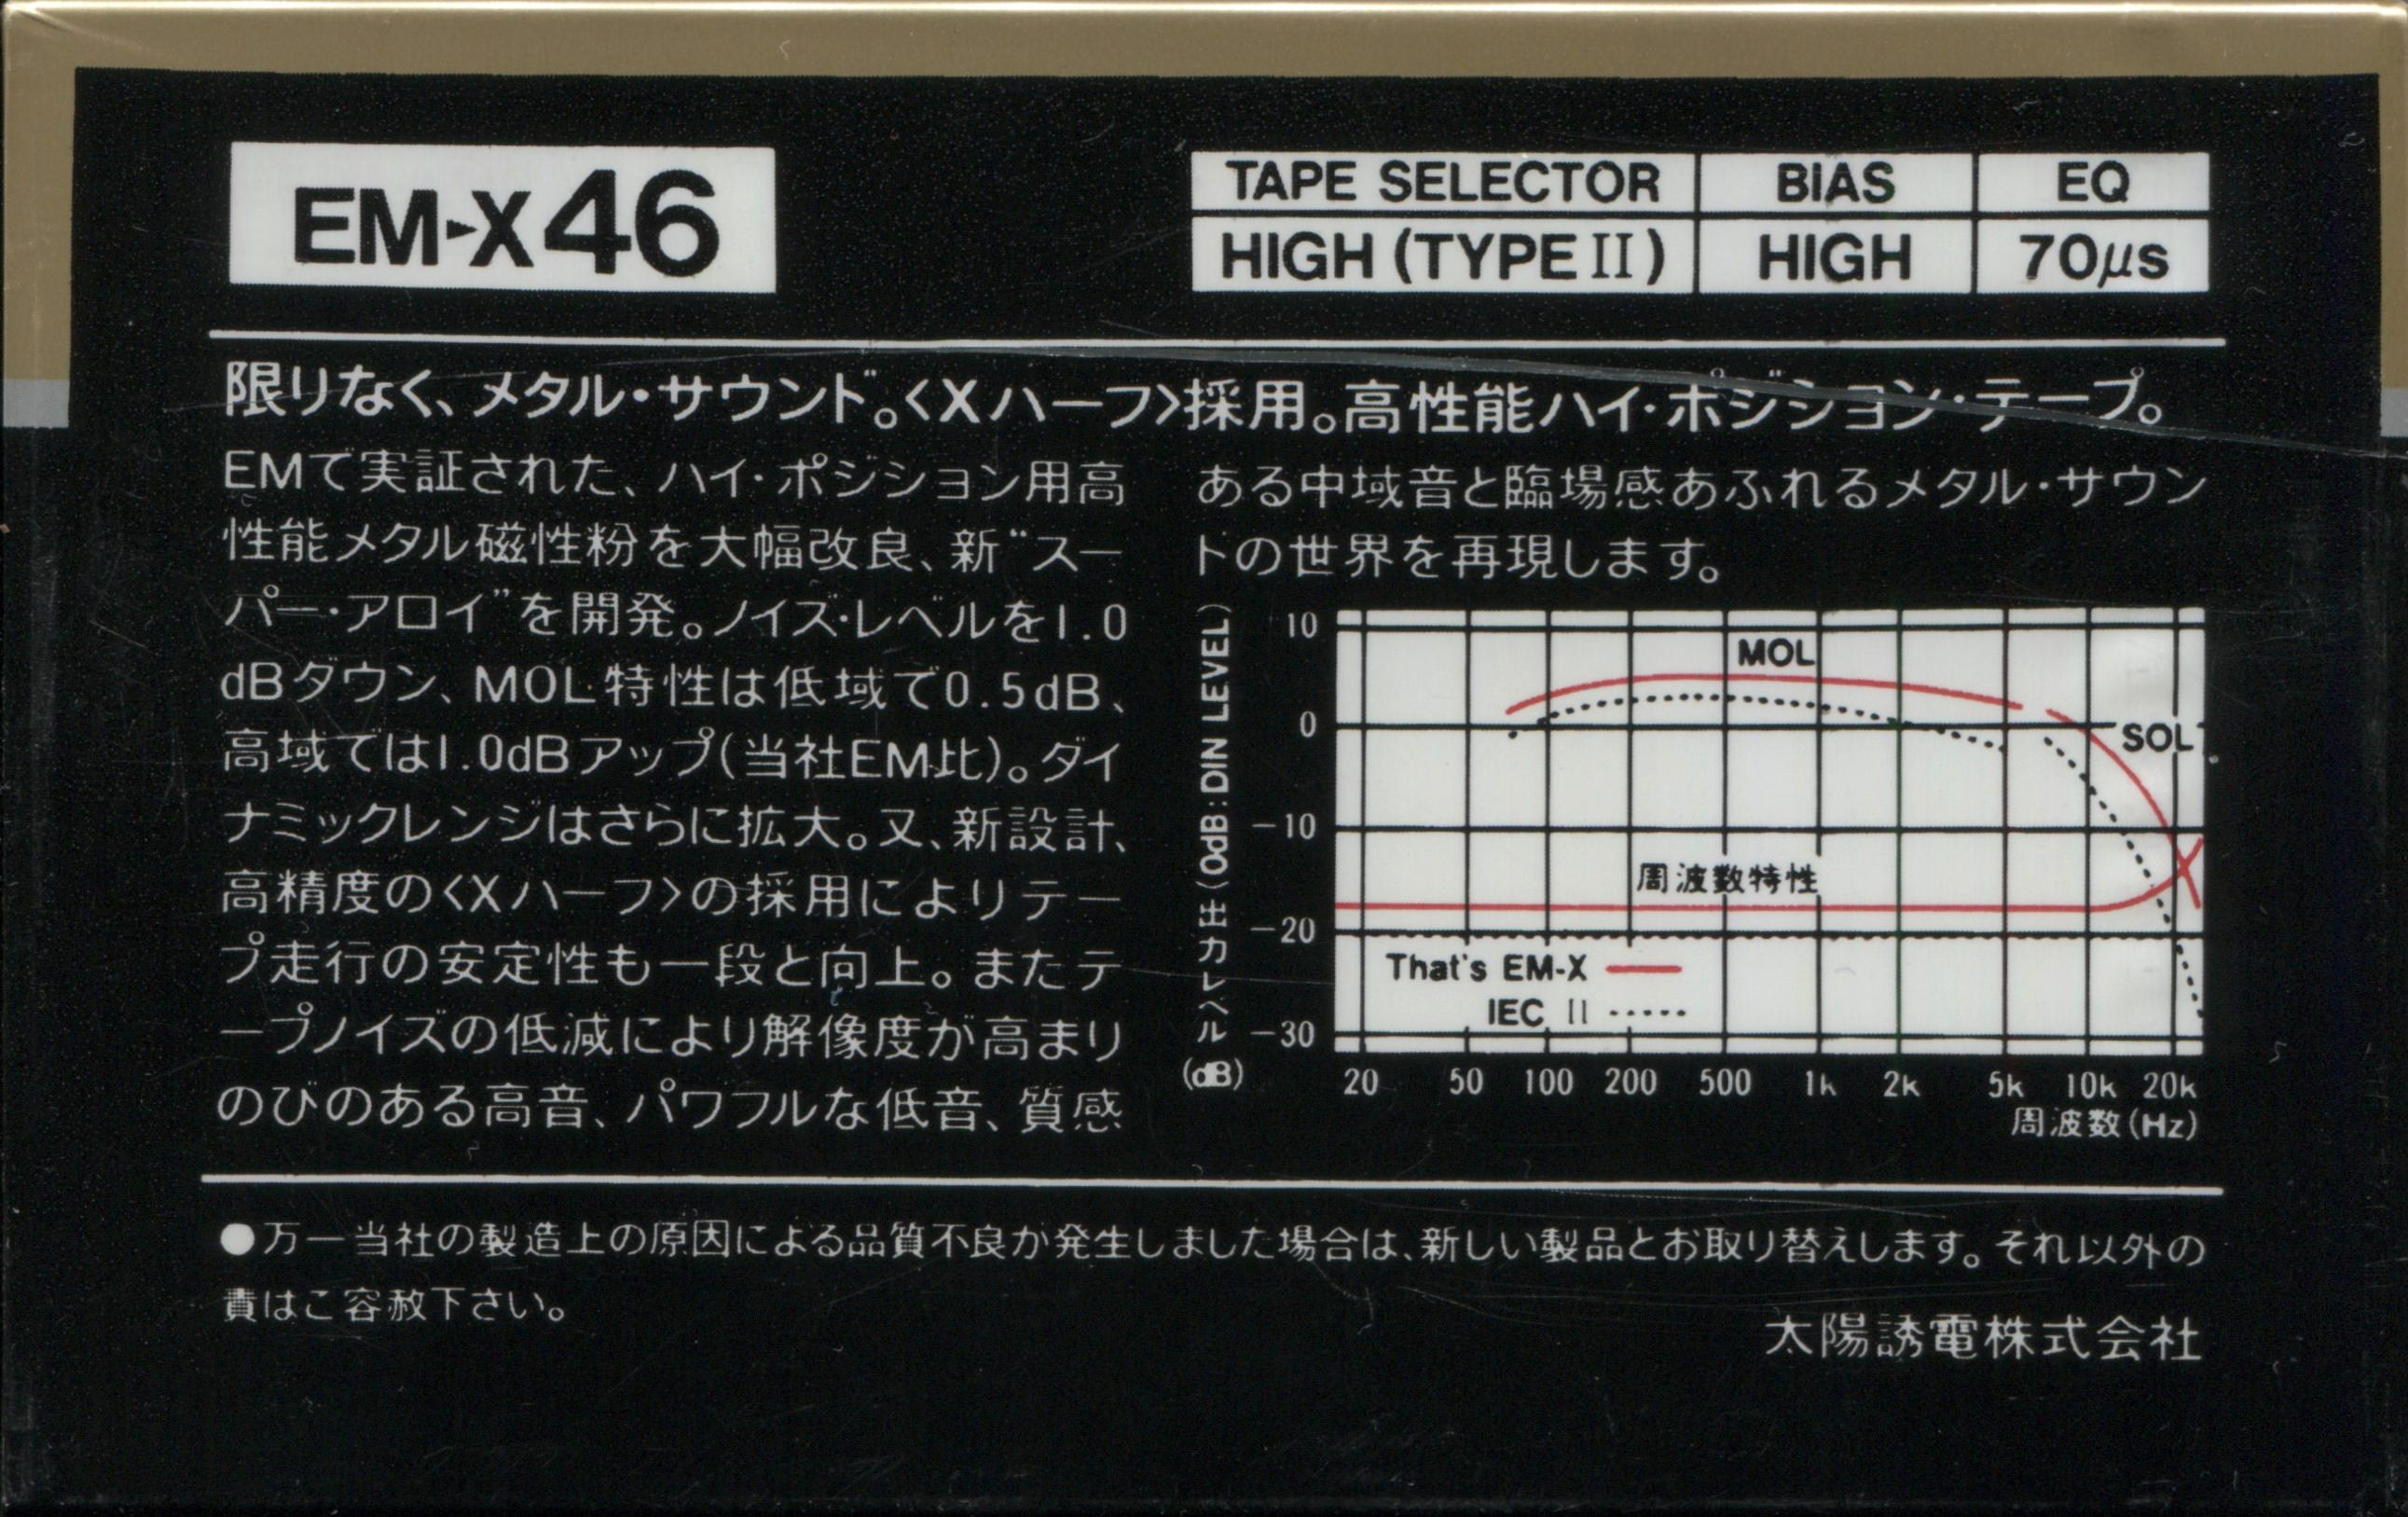 EM-X46
TAPE SELECTOR BIAS EQ
HIGH (TYPE II) HIGH 70μs
限りなく、メタル・サウンド。〈Xハーフ〉採用。高性能ハイ・ポジション・テープ。
EMで実証された、ハイ・ポジション用高
性能メタル磁性粉を大幅改良、新“スー
パー・アロイ”を開発。ノイズ・レベルを1.0
dBダウン、MOL特性は低域で0.5dB、
高域では1.0dBアップ(当社EM比)。ダイ
ナミックレンジはさらに拡大。又、新設計、
高精度の〈Xハーフ〉の採用によりテー
プ走行の安定性も一段と向上。またテ
ープノイズの低減により解像度が高まり
のびのある高音、パワフルな低音、質感
ある中域音と臨場感あふれるメタル・サウン
ドの世界を再現します。
出力レベル(0dB:DIN LEVEL)
(dB)
10
0
-10
-20
-30
MOL
SOL
周波数特性
That's EM-X
IEC II
20 50 100 200 500 1k 2k 5k 10k 20k
周波数(Hz)
●万一当社の製造上の原因による品質不良が発生しました場合は、新しい製品とお取り替えします。それ以外の
責はご容赦下さい。
太陽誘電株式会社